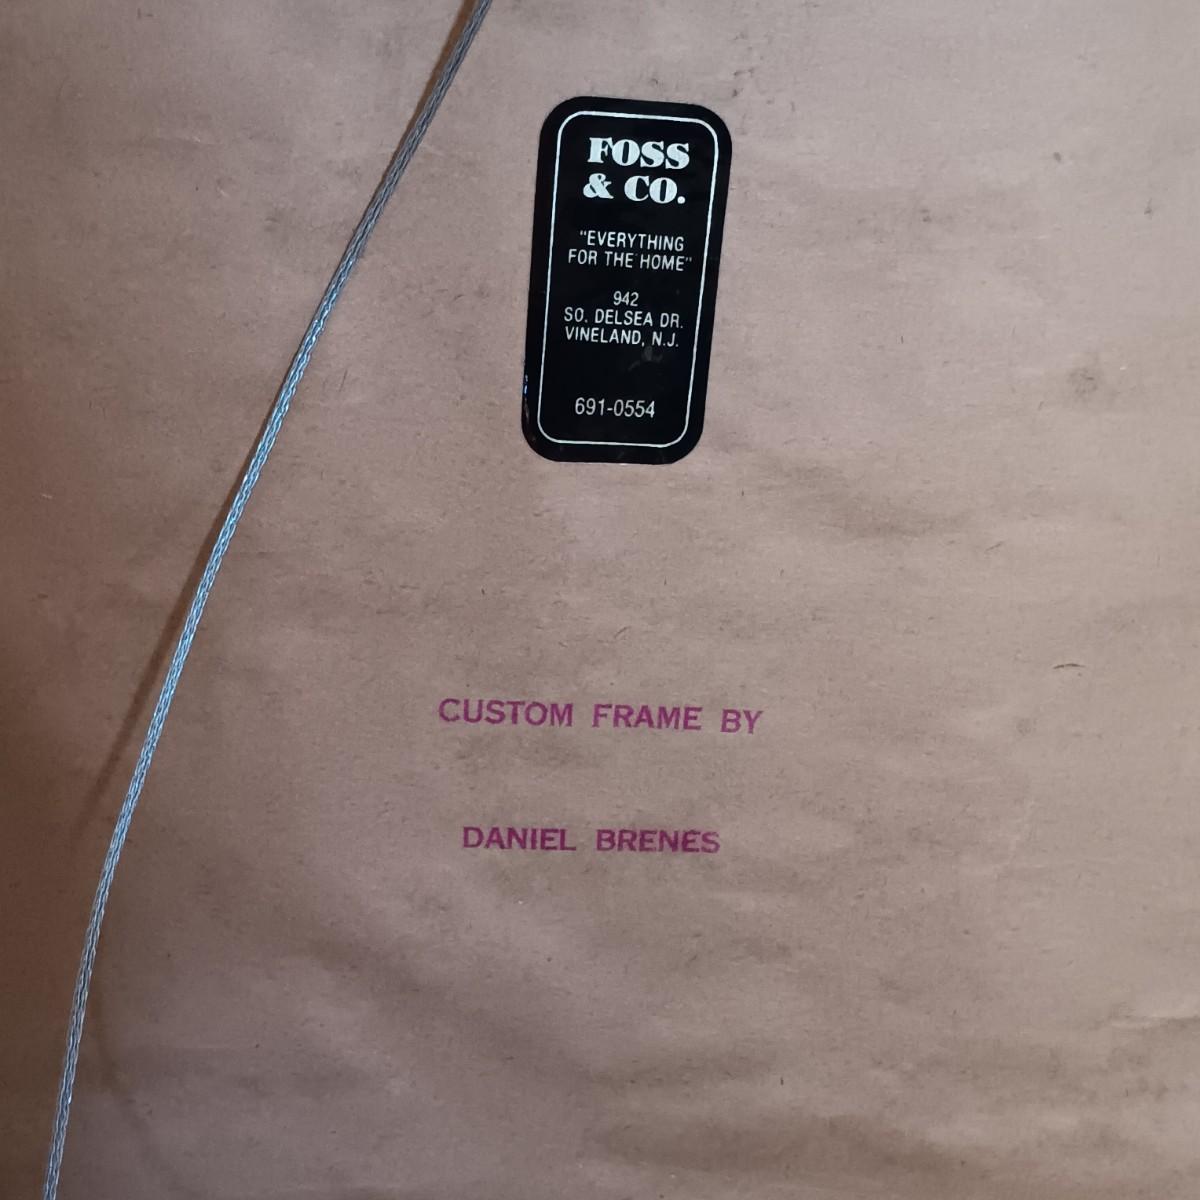 FOSS
& CO.
"EVERYTHING
FOR THE HOME"
942
SO. DELSEA DR.
VINELAND, N.J.
691-0554
CUSTOM FRAME BY
DANIEL BRENES